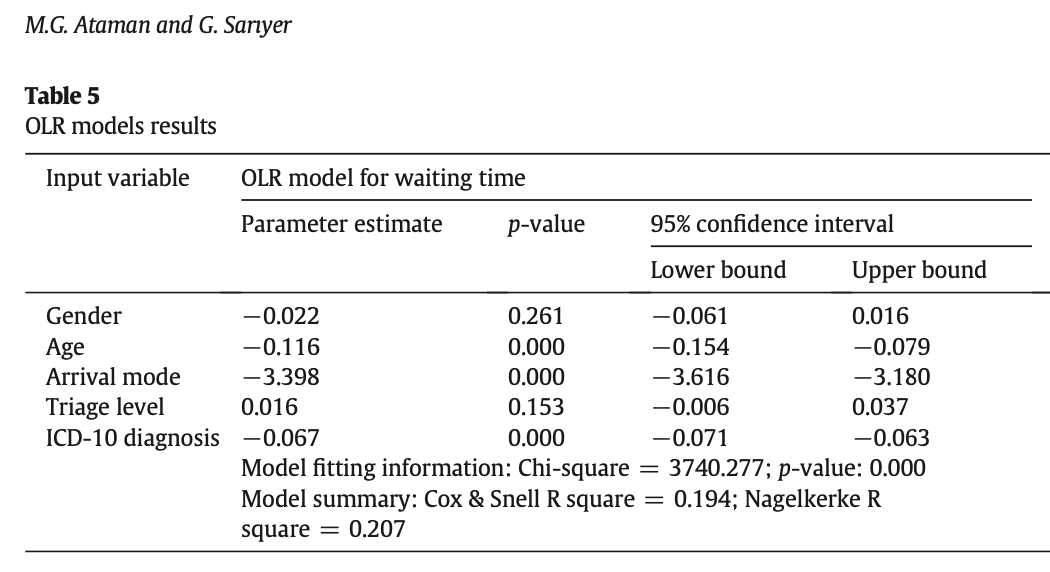 M.G. Ataman and G. Sarıyer
Table 5
OLR models results
Input variable OLR model for waiting time
Parameter estimate p-value 95% confidence interval
Lower bound Upper bound
Gender −0.022 0.261 −0.061 0.016
Age −0.116 0.000 −0.154 −0.079
Arrival mode −3.398 0.000 −3.616 −3.180
Triage level 0.016 0.153 −0.006 0.037
ICD-10 diagnosis −0.067 0.000 −0.071 −0.063
Model fitting information: Chi-square = 3740.277; p-value: 0.000
Model summary: Cox & Snell R square = 0.194; Nagelkerke R
square = 0.207